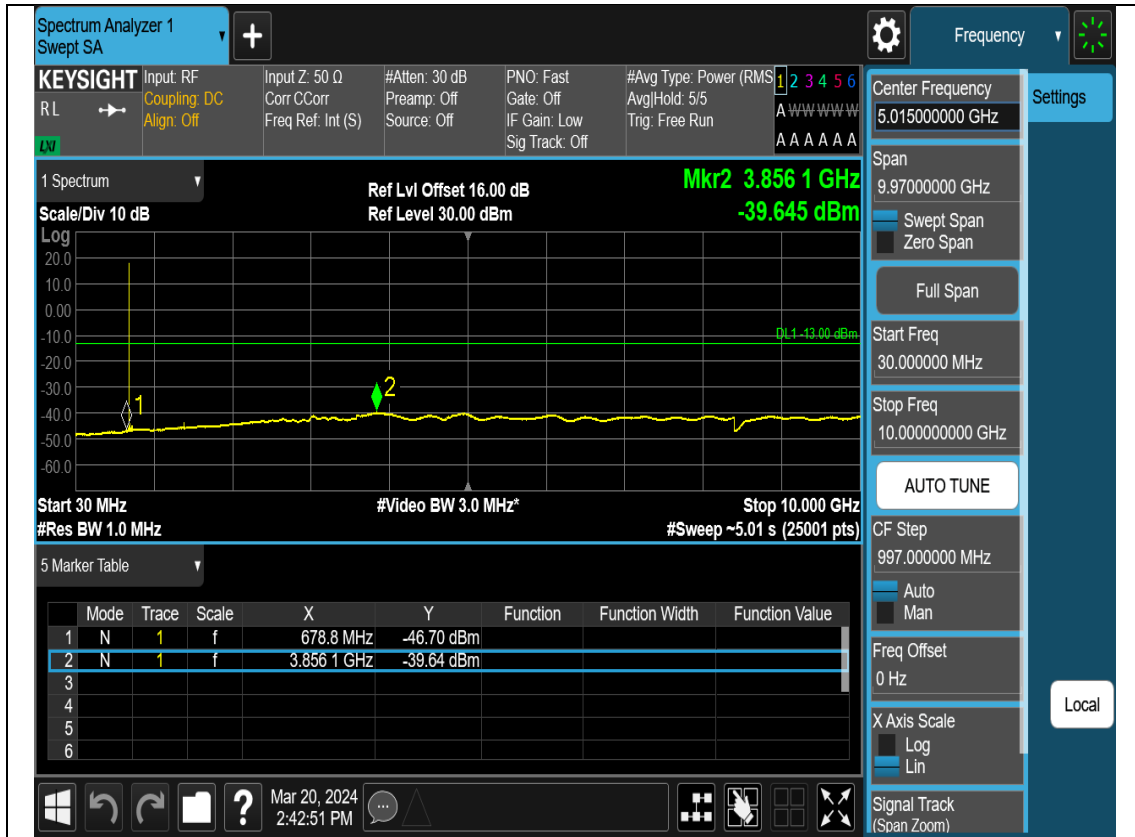 Spectrum Analyzer 1
Swept SA
+
Frequency
KEYSIGHT
RL
LXI
Input: RF
Coupling: DC
Align: Off
Input Z: 50 Ω
Corr CCorr
Freq Ref: Int (S)
#Atten: 30 dB
Preamp: Off
Source: Off
PNO: Fast
Gate: Off
IF Gain: Low
Sig Track: Off
#Avg Type: Power (RMS
Avg|Hold: 5/5
Trig: Free Run
1 2 3 4 5 6
A W W W W W
A A A A A A
1 Spectrum
Scale/Div 10 dB
Ref Lvl Offset 16.00 dB
Ref Level 30.00 dBm
Mkr2 3.856 1 GHz
-39.645 dBm
Log
20.0
10.0
0.00
-10.0
-20.0
-30.0
-40.0
-50.0
-60.0
DL1 -13.00 dBm
1
2
Start 30 MHz
#Video BW 3.0 MHz*
Stop 10.000 GHz
#Res BW 1.0 MHz
#Sweep ~5.01 s (25001 pts)
5 Marker Table
Mode Trace Scale X Y Function Function Width Function Value
1 N 1 f 678.8 MHz -46.70 dBm
2 N 1 f 3.856 1 GHz -39.64 dBm
3
4
5
6
?
Mar 20, 2024
2:42:51 PM
Center Frequency
5.015000000 GHz
Settings
Span
9.97000000 GHz
Swept Span
Zero Span
Full Span
Start Freq
30.000000 MHz
Stop Freq
10.000000000 GHz
AUTO TUNE
CF Step
997.000000 MHz
Auto
Man
Freq Offset
0 Hz
Local
X Axis Scale
Log
Lin
Signal Track
(Span Zoom)